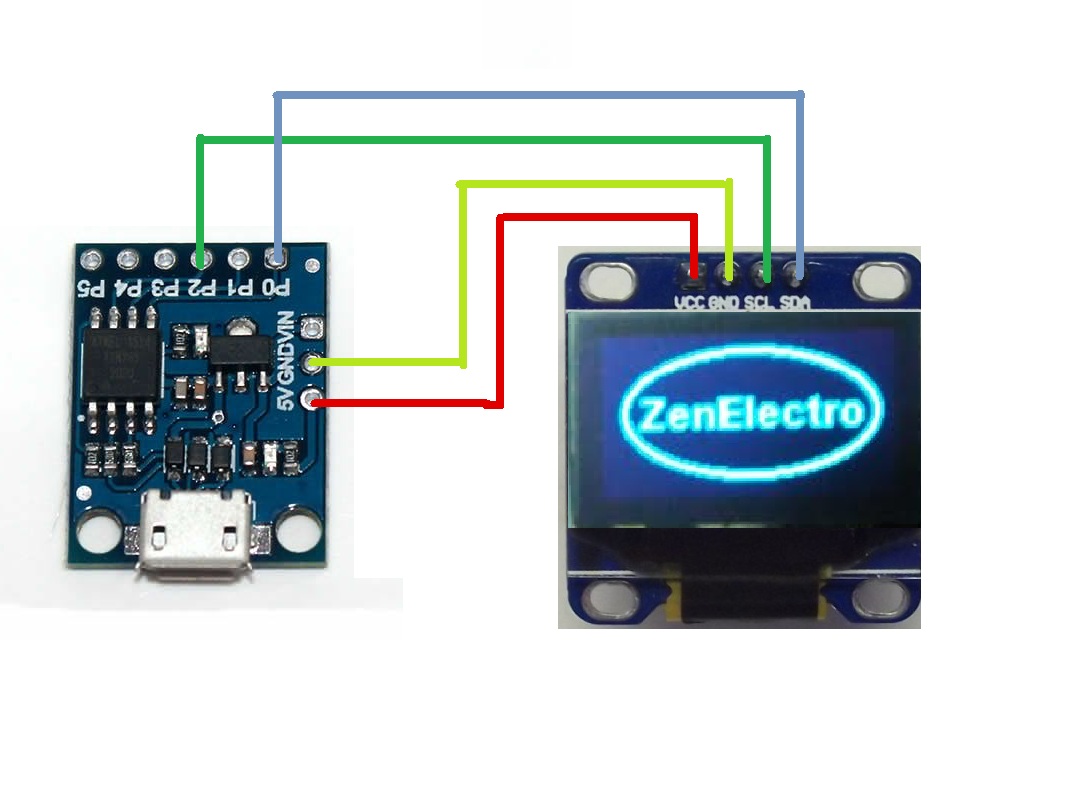 P5 P4 P3 P2 P1 P0
5V GND VIN
VCC GND SCL SDA
ZenElectro